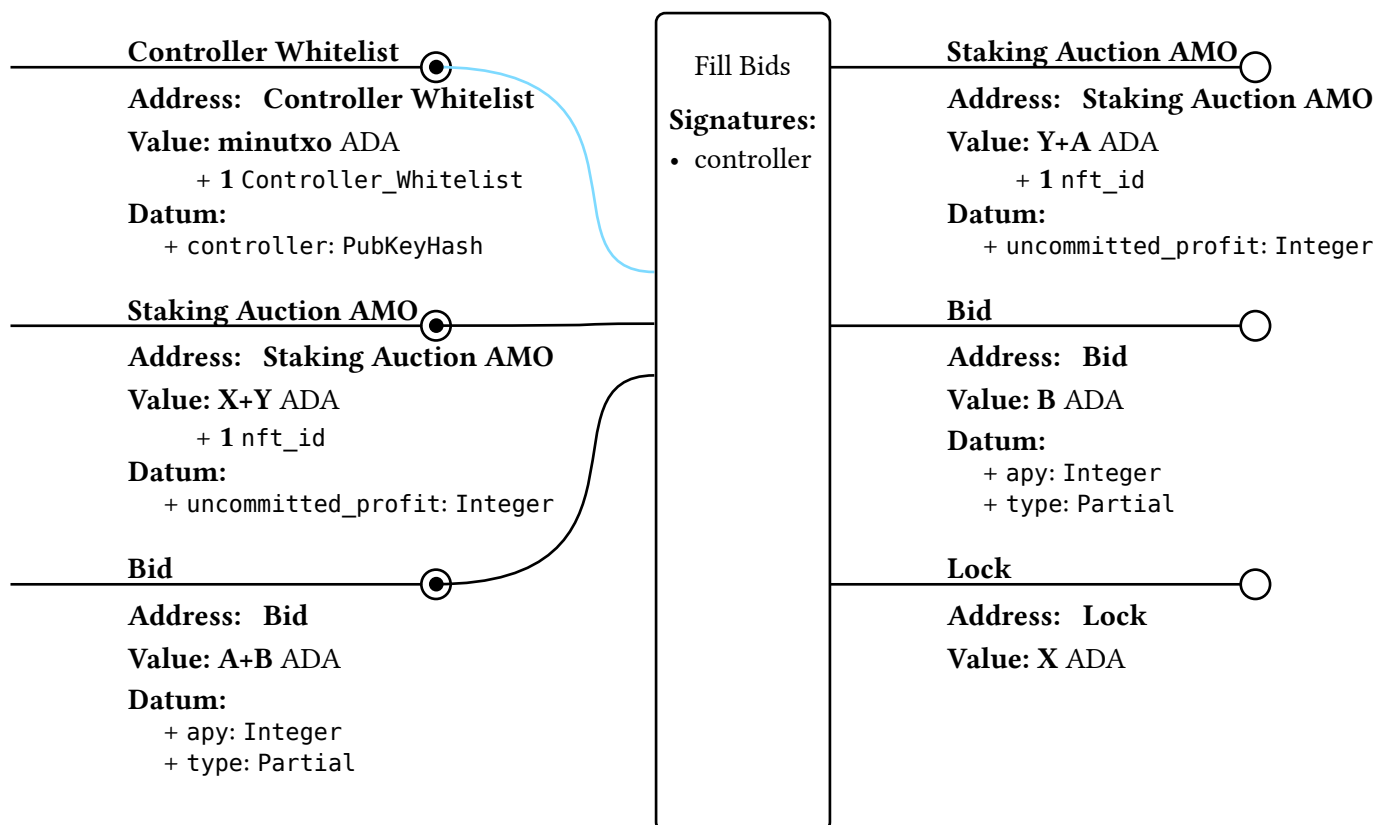 Controller Whitelist
Address: Controller Whitelist
Value: minutxo ADA
+ 1 Controller_Whitelist
Datum:
+ controller: PubKeyHash
Staking Auction AMO
Address: Staking Auction AMO
Value: X+Y ADA
+ 1 nft_id
Datum:
+ uncommitted_profit: Integer
Bid
Address: Bid
Value: A+B ADA
Datum:
+ apy: Integer
+ type: Partial
Fill Bids
Signatures:
• controller
Staking Auction AMO
Address: Staking Auction AMO
Value: Y+A ADA
+ 1 nft_id
Datum:
+ uncommitted_profit: Integer
Bid
Address: Bid
Value: B ADA
Datum:
+ apy: Integer
+ type: Partial
Lock
Address: Lock
Value: X ADA